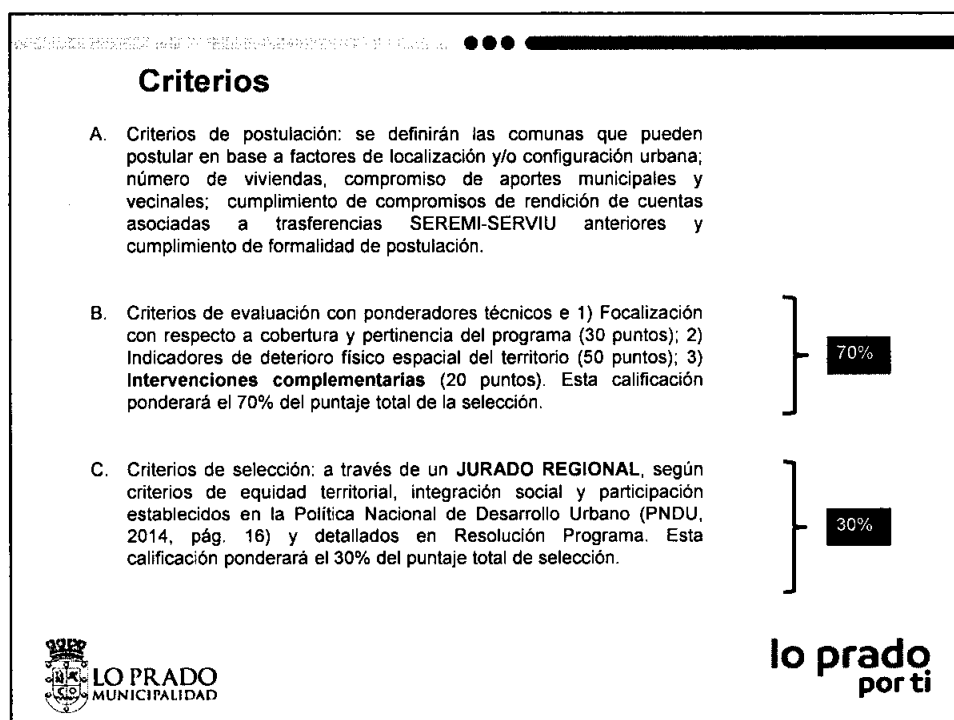 Criterios
A. Criterios de postulación: se definirán las comunas que pueden
postular en base a factores de localización y/o configuración urbana;
número de viviendas, compromiso de aportes municipales y
vecinales; cumplimiento de compromisos de rendición de cuentas
asociadas a trasferencias SEREMI-SERVIU anteriores y
cumplimiento de formalidad de postulación.
B. Criterios de evaluación con ponderadores técnicos e 1) Focalización
con respecto a cobertura y pertinencia del programa (30 puntos); 2)
Indicadores de deterioro físico espacial del territorio (50 puntos); 3)
Intervenciones complementarias (20 puntos). Esta calificación
ponderará el 70% del puntaje total de la selección.
70%
C. Criterios de selección: a través de un JURADO REGIONAL, según
criterios de equidad territorial, integración social y participación
establecidos en la Política Nacional de Desarrollo Urbano (PNDU,
2014, pág. 16) y detallados en Resolución Programa. Esta
calificación ponderará el 30% del puntaje total de selección.
30%
LO PRADO
MUNICIPALIDAD
lo prado
por ti